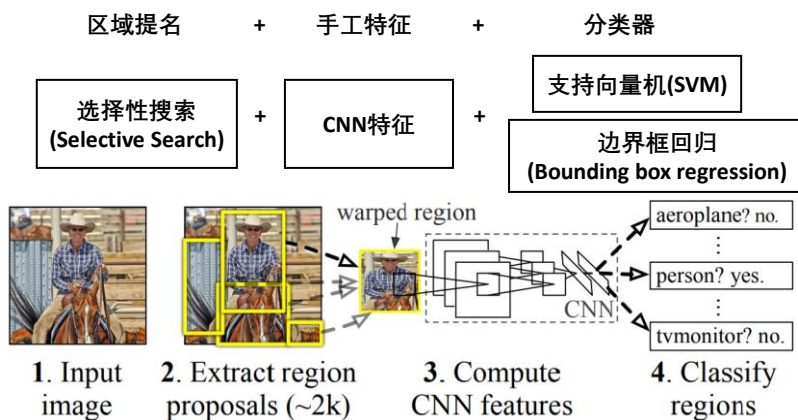 区域提名 + 手工特征 + 分类器
选择性搜索
(Selective Search)
+
CNN特征
+
支持向量机(SVM)
边界框回归
(Bounding box regression)
warped region
aeroplane? no.
⋮
person? yes.
⋮
tvmonitor? no.
CNN
1. Input
image
2. Extract region
proposals (~2k)
3. Compute
CNN features
4. Classify
regions